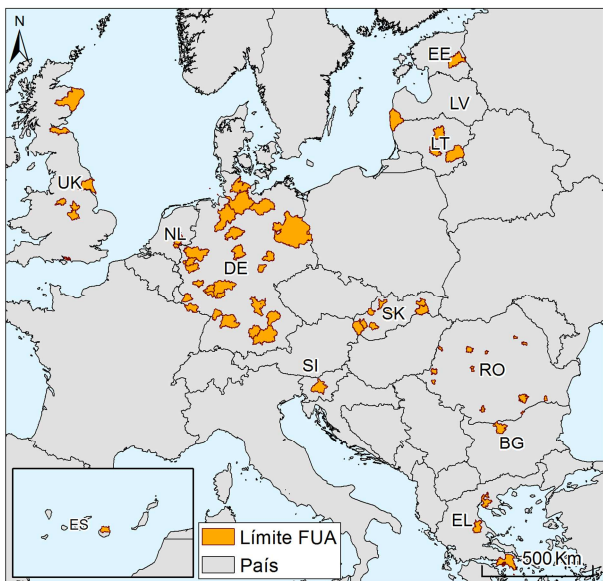 N
EE
LV
LT
UK
NL
DE
SK
SI
RO
BG
ES
EL
Límite FUA
País
500 Km